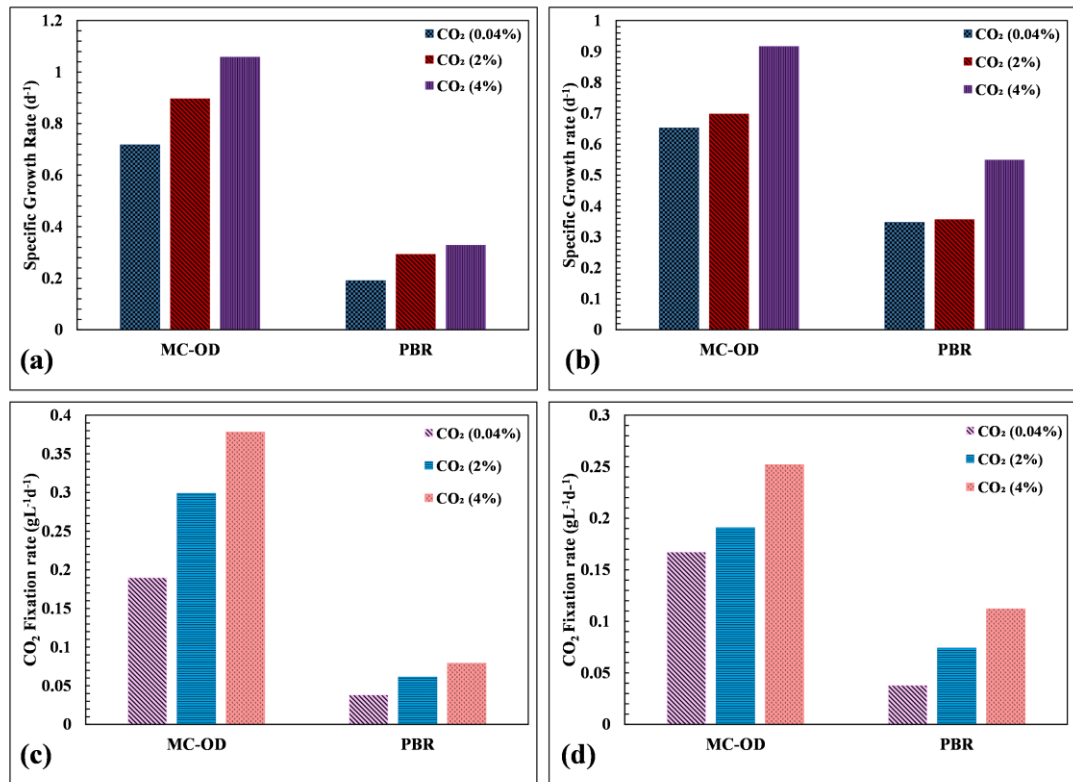 1.2
1
0.8
0.6
0.4
0.2
0
Specific Growth Rate (d⁻¹)
CO₂ (0.04%)
CO₂ (2%)
CO₂ (4%)
MC-OD
PBR
(a)
1
0.9
0.8
0.7
0.6
0.5
0.4
0.3
0.2
0.1
0
Specific Growth rate (d⁻¹)
CO₂ (0.04%)
CO₂ (2%)
CO₂ (4%)
MC-OD
PBR
(b)
0.4
0.35
0.3
0.25
0.2
0.15
0.1
0.05
0
CO₂ Fixation rate (gL⁻¹d⁻¹)
CO₂ (0.04%)
CO₂ (2%)
CO₂ (4%)
MC-OD
PBR
(c)
0.3
0.25
0.2
0.15
0.1
0.05
0
CO₂ Fixation rate (gL⁻¹d-¹)
CO₂ (0.04%)
CO₂ (2%)
CO₂ (4%)
MC-OD
PBR
(d)